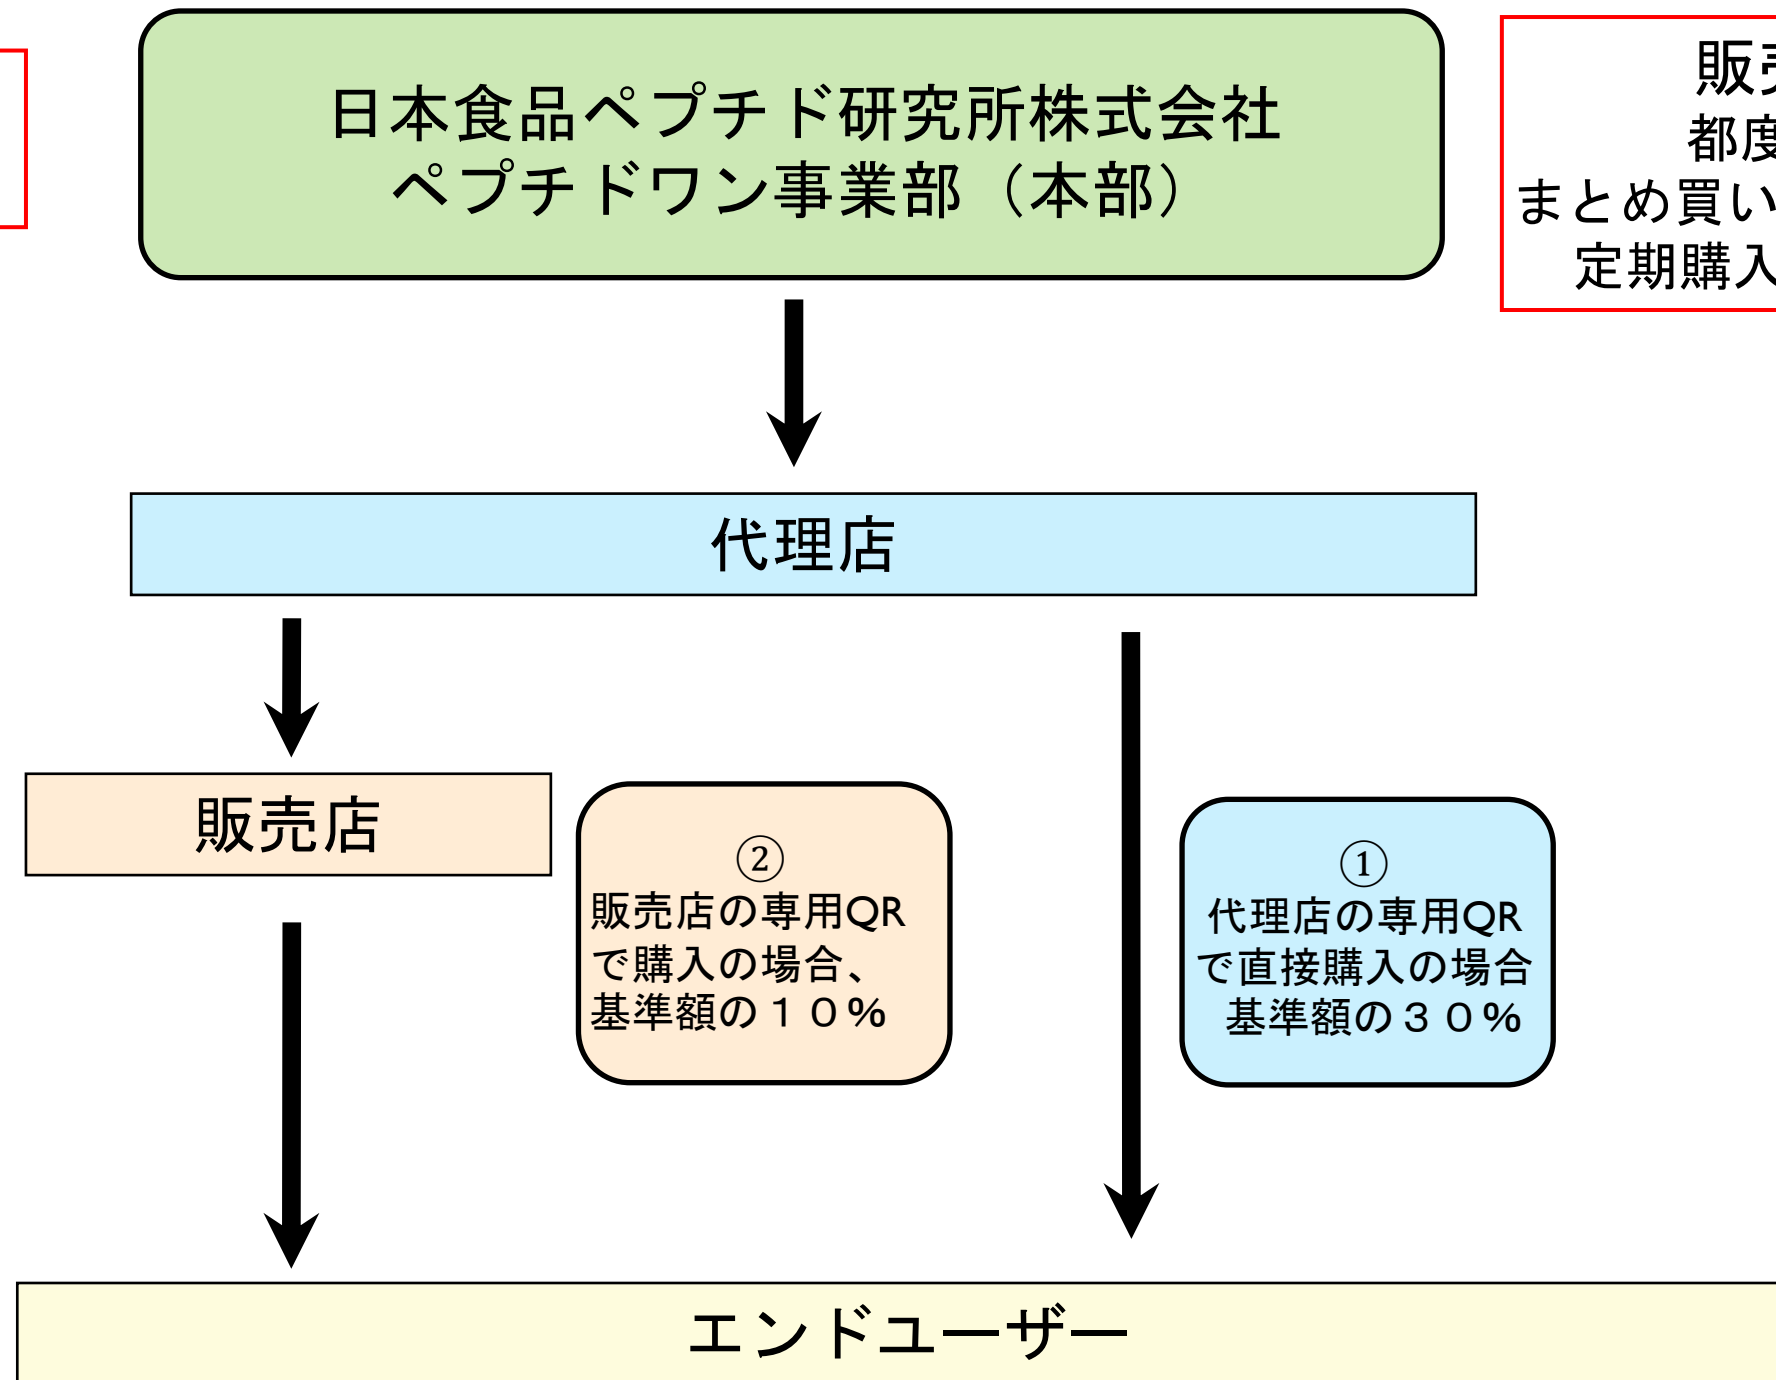 日本食品ペプチド研究所株式会社
ペプチドワン事業部（本部）
販売
都度
まとめ買い
定期購入
代理店
販売店
②
販売店の専用QR
で購入の場合、
基準額の１０%
①
代理店の専用QR
で直接購入の場合
基準額の３０%
エンドユーザー